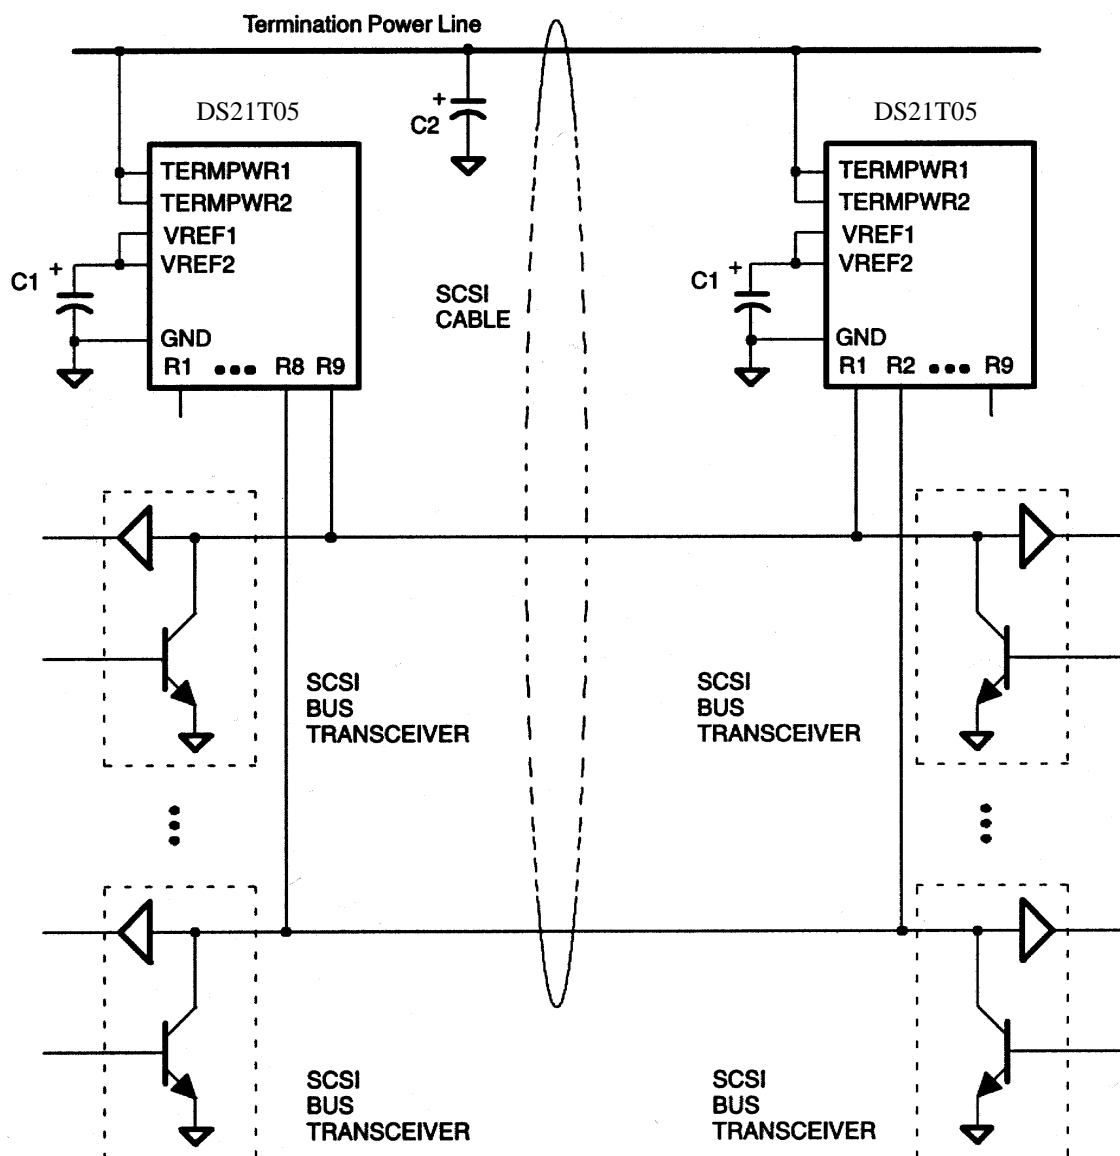 Termination Power Line
DS21T05
TERMPWR1
TERMPWR2
VREF1
VREF2
GND
R1 ••• R8 R9
+
C1
+
C2
SCSI
CABLE
DS21T05
TERMPWR1
TERMPWR2
VREF1
VREF2
GND
R1 R2 ••• R9
+
C1
SCSI
BUS
TRANSCEIVER
SCSI
BUS
TRANSCEIVER
SCSI
BUS
TRANSCEIVER
SCSI
BUS
TRANSCEIVER